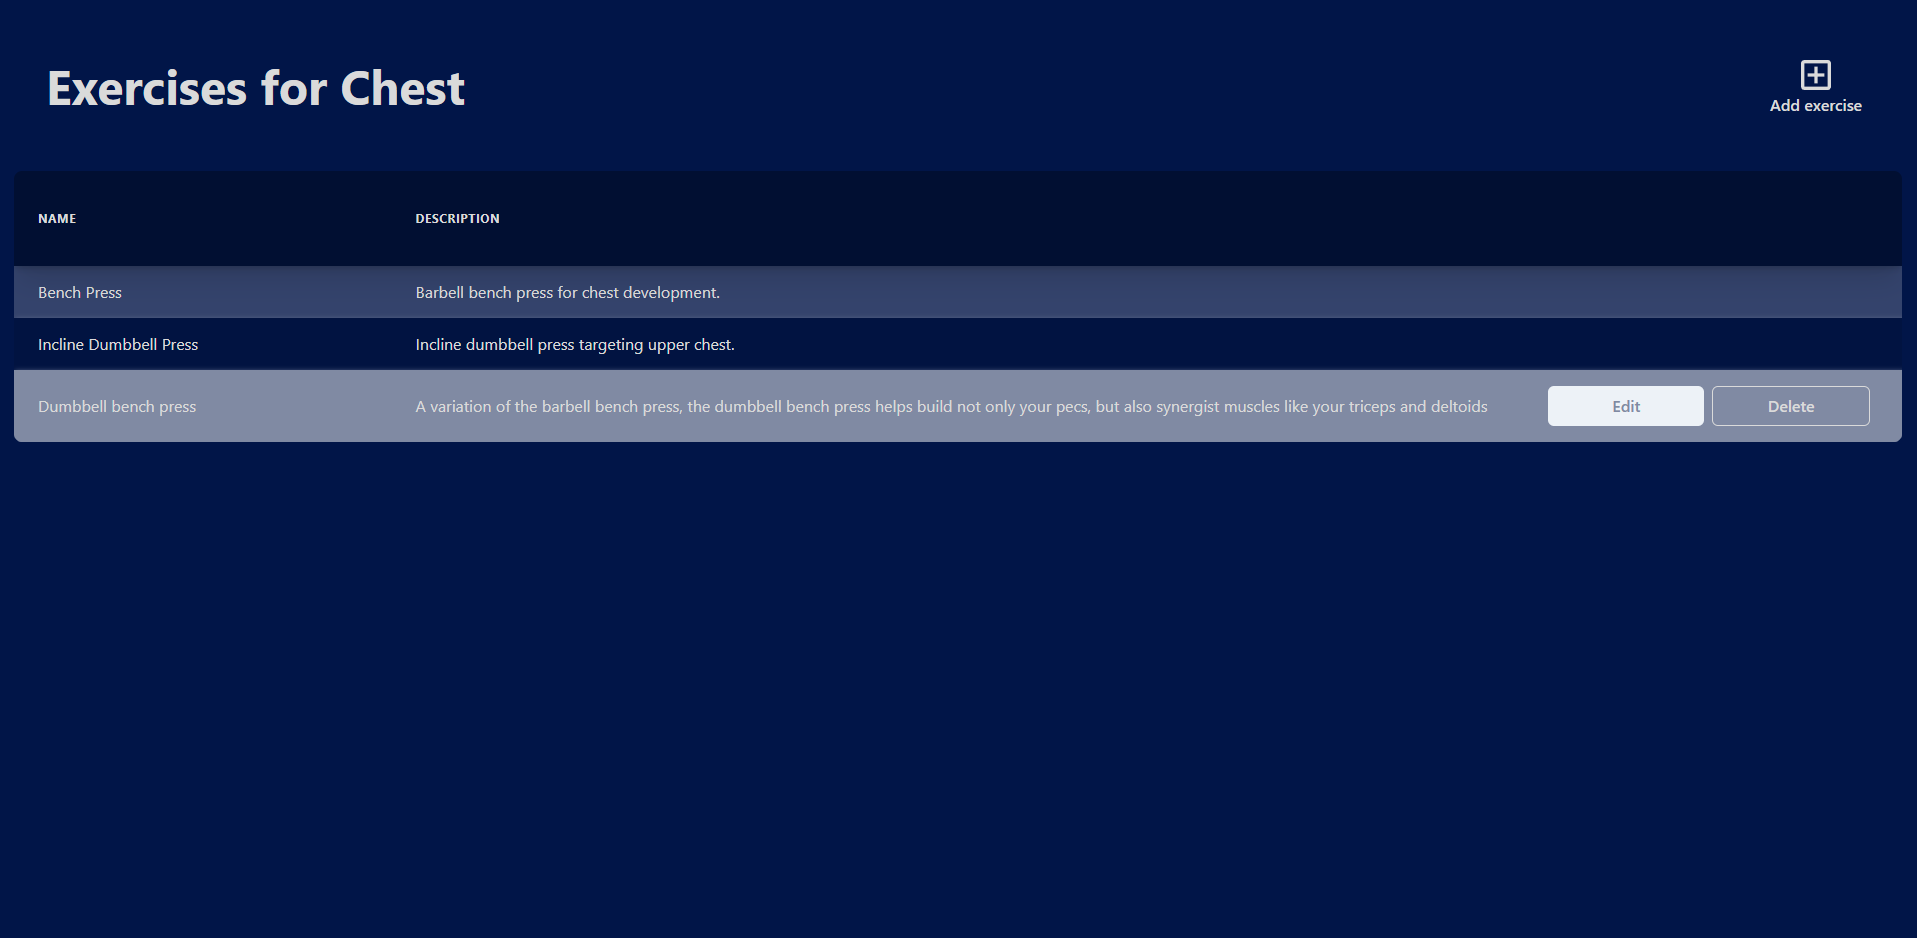 Exercises for Chest
Add exercise
NAME DESCRIPTION
Bench Press Barbell bench press for chest development.
Incline Dumbbell Press Incline dumbbell press targeting upper chest.
Dumbbell bench press A variation of the barbell bench press, the dumbbell bench press helps build not only your pecs, but also synergist muscles like your triceps and deltoids Edit Delete